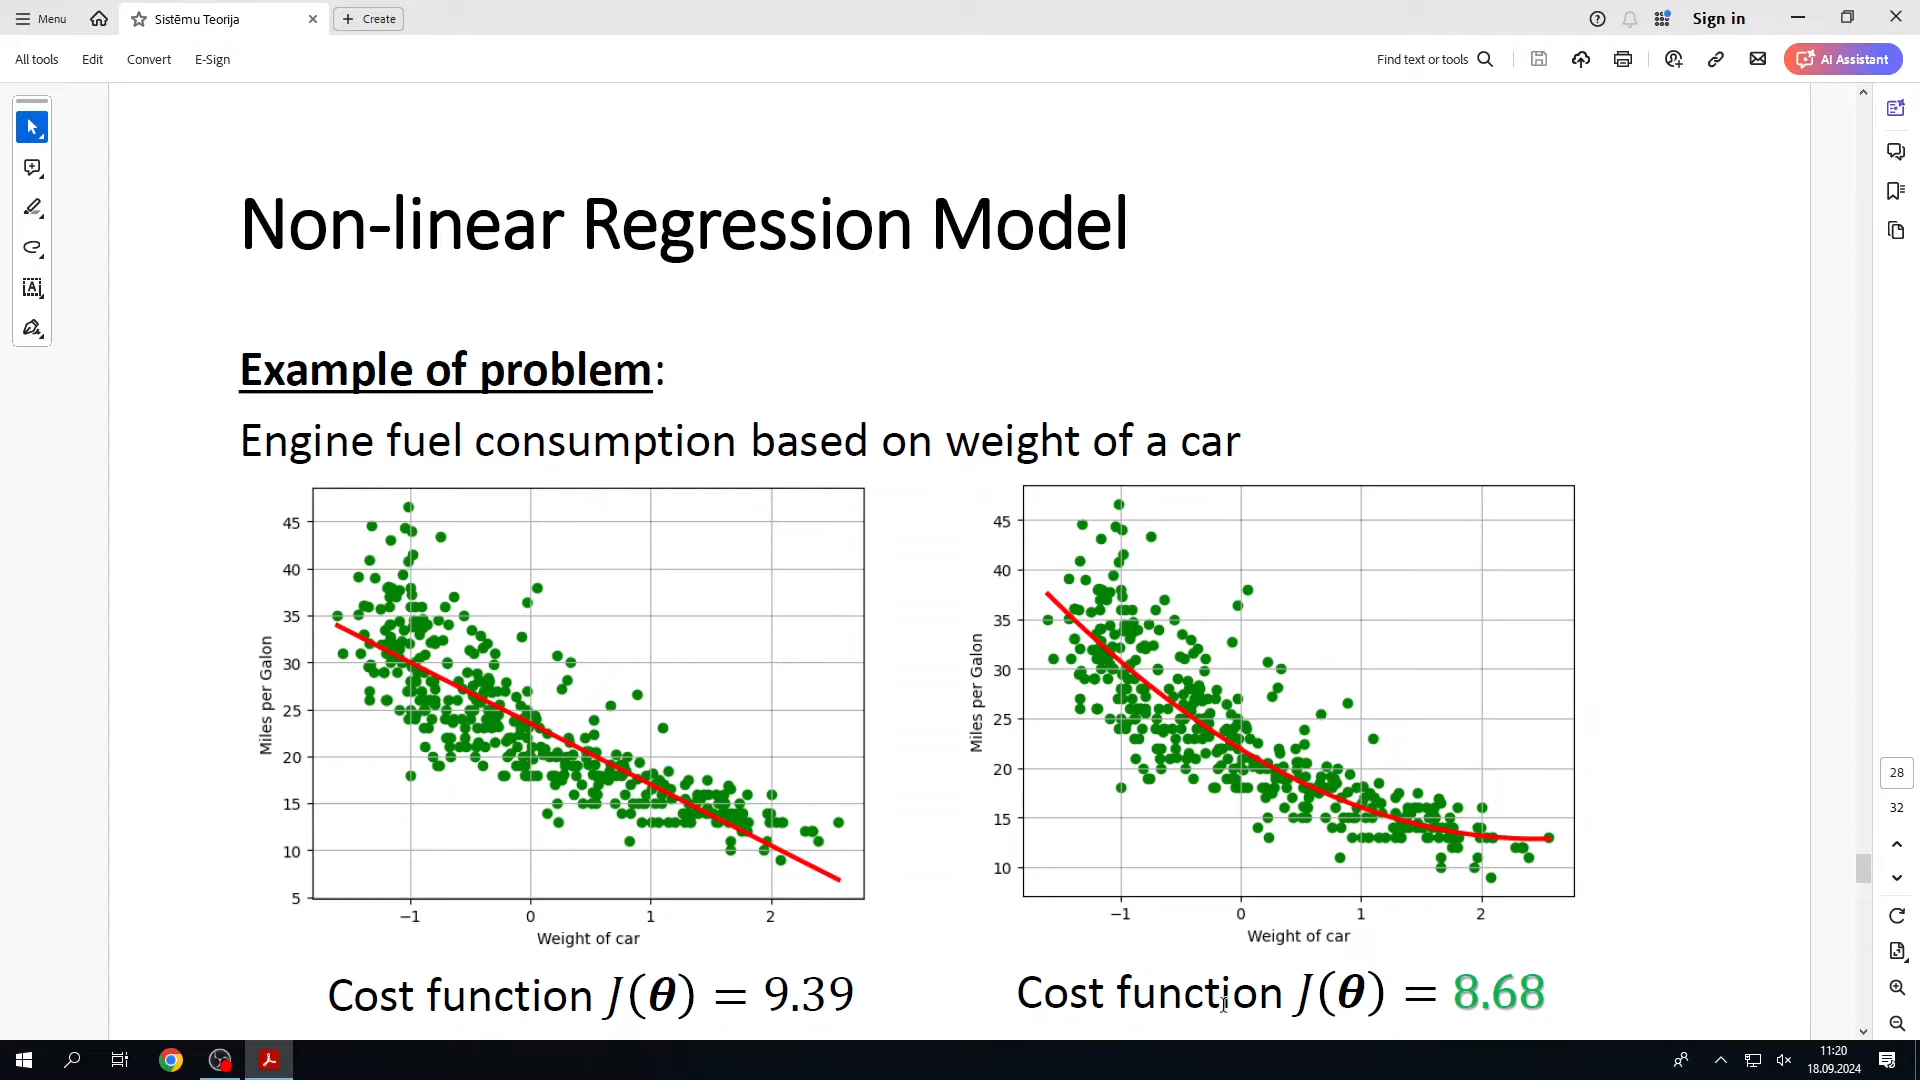 Menu
Sistēmu Teorija
Create
Sign in
All tools
Edit
Convert
E-Sign
Find text or tools
AI Assistant
Non-linear Regression Model
Example of problem:
Engine fuel consumption based on weight of a car
45
40
35
30
25
20
15
10
5
Miles per Galon
−1
0
1
2
Weight of car
Cost function J(θ) = 9.39
45
40
35
30
25
20
15
10
Miles per Galon
−1
0
1
2
Weight of car
Cost function J(θ) = 8.68
28
32
11:20
18.09.2024